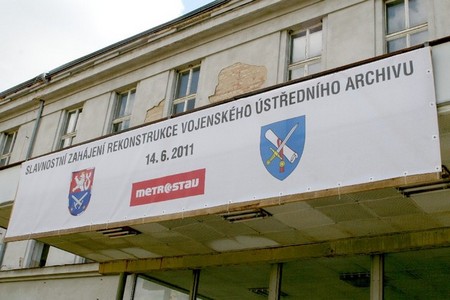 SLAVNOSTNÍ ZAHÁJENÍ REKONSTRUKCE VOJENSKÉHO ÚSTŘEDNÍHO ARCHIVU
14. 6. 2011
METROSTAV